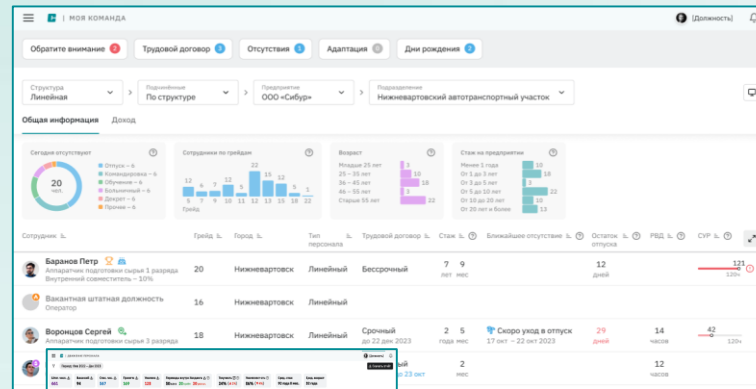 МОЯ КОМАНДА
[Должность]
Обратите внимание 3 Трудовой договор 3 Отсутствия 3 Адаптация 0 Дни рождения 2
Структура Подчинённые Предприятие Подразделение
Линейная По структуре ООО «Сибур» Нижневартовский автотранспортный участок
Общая информация Доход
Сегодня отсутствуют
20
чел.
Отпуск – 6
Командировка – 6
Обучение – 6
Больничный – 6
Декрет – 6
Прочее – 6
Сотрудники по грейдам
12 6 7 12 5 22 15 12 5 1
6 7 9 10 11 12 13 15 18 22
Грейд
Возраст
Младше 25 лет 3
25 – 35 лет 10
36 – 45 лет 18
46 – 55 лет 3
Старше 55 лет 22
Стаж на предприятии
Менее 1 года 10
От 1 до 3 лет 18
От 3 до 5 лет 3
От 5 до 10 лет 22
От 10 до 20 лет 10
От 20 лет и более 13
Сотрудник Грейд Город Тип персонала Трудовой договор Стаж Ближайшее отсутствие Остаток отпуска РВД СУР
Баранов Петр
Аппаратчик подготовки сырья 1 разряда
Внутренний совместитель – 10%
20 Нижневартовск Линейный Бессрочный 7 лет 9 мес 12 дней 121 120ч
Вакантная штатная должность
Оператор
16 Нижневартовск Линейный
Воронцов Сергей
Аппаратчик подготовки сырья 3 разряда
18 Нижневартовск Линейный Срочный до 22 дек 2023 2 года 5 мес Скоро уход в отпуск 17 окт – 22 окт 2023 29 дней 14 часов 42 120ч
ый
до 23 окт
2
мес
12
часов